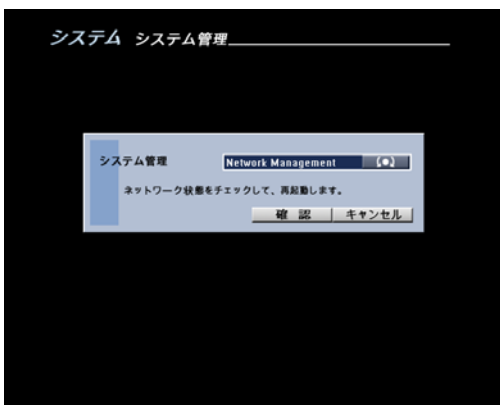 システム システム管理
システム管理 Network Management
ネットワーク状態をチェックして、再起動します。
確 認 キャンセル